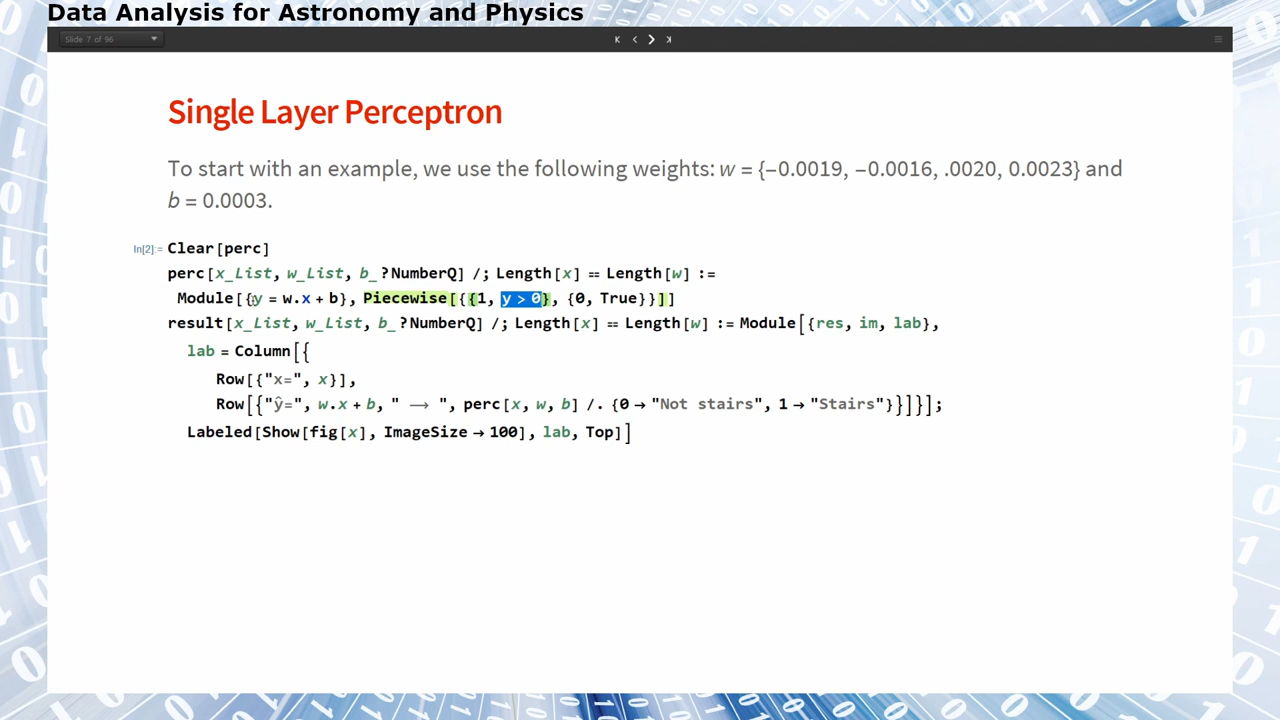 Data Analysis for Astronomy and Physics
Slide 7 of 96
Single Layer Perceptron
To start with an example, we use the following weights: w = {−0.0019, −0.0016, .0020, 0.0023} and
b = 0.0003.
In[2]:= Clear[perc]
perc[x_List, w_List, b_?NumberQ] /; Length[x] == Length[w] :=
Module[{y = w.x + b}, Piecewise[{{1, y > 0}, {0, True}}]]
result[x_List, w_List, b_?NumberQ] /; Length[x] == Length[w] := Module[{res, im, lab},
lab = Column[{
Row[{"x=", x}],
Row[{"ŷ=", w.x + b, " ⟶ ", perc[x, w, b] /. {0 → "Not stairs", 1 → "Stairs"}}]}];
Labeled[Show[fig[x], ImageSize → 100], lab, Top]]